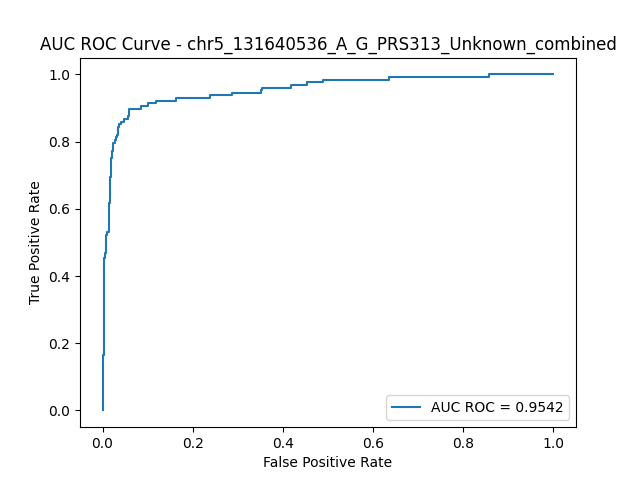 AUC ROC Curve - chr5_131640536_A_G_PRS313_Unknown_combined
1.0
0.8
0.6
0.4
0.2
0.0
True Positive Rate
AUC ROC = 0.9542
0.0 0.2 0.4 0.6 0.8 1.0
False Positive Rate